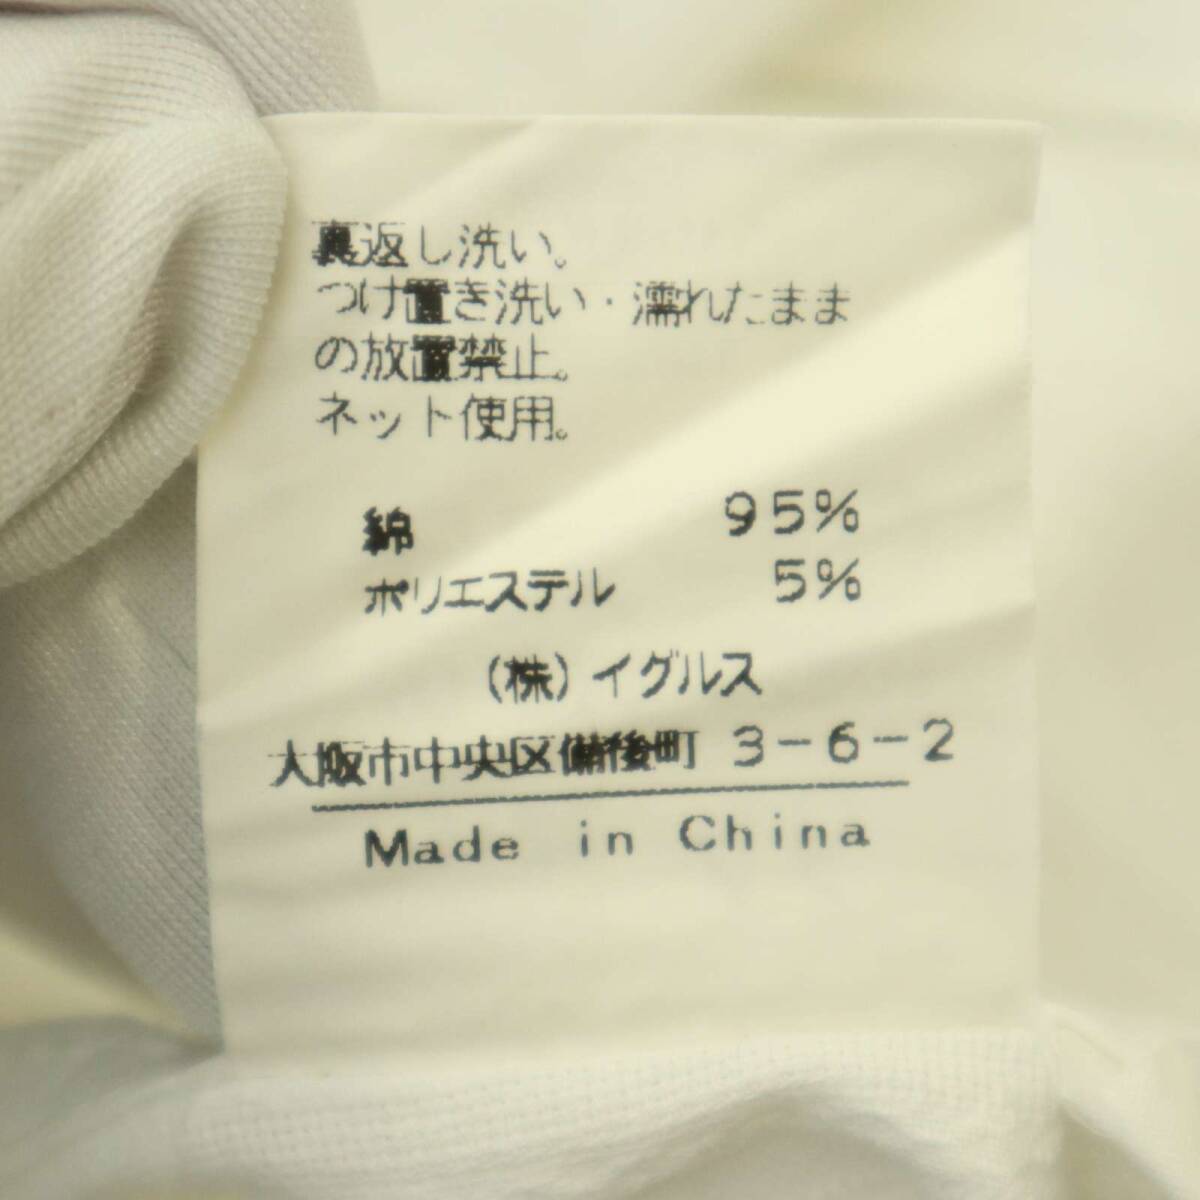 裏返し洗い。
つけ置き洗い・濡れたまま
の放置禁止。
ネット使用。
綿 95%
ポリエステル 5%
(株)イグルス
大阪市中央区備後町 3-6-2
Made in China